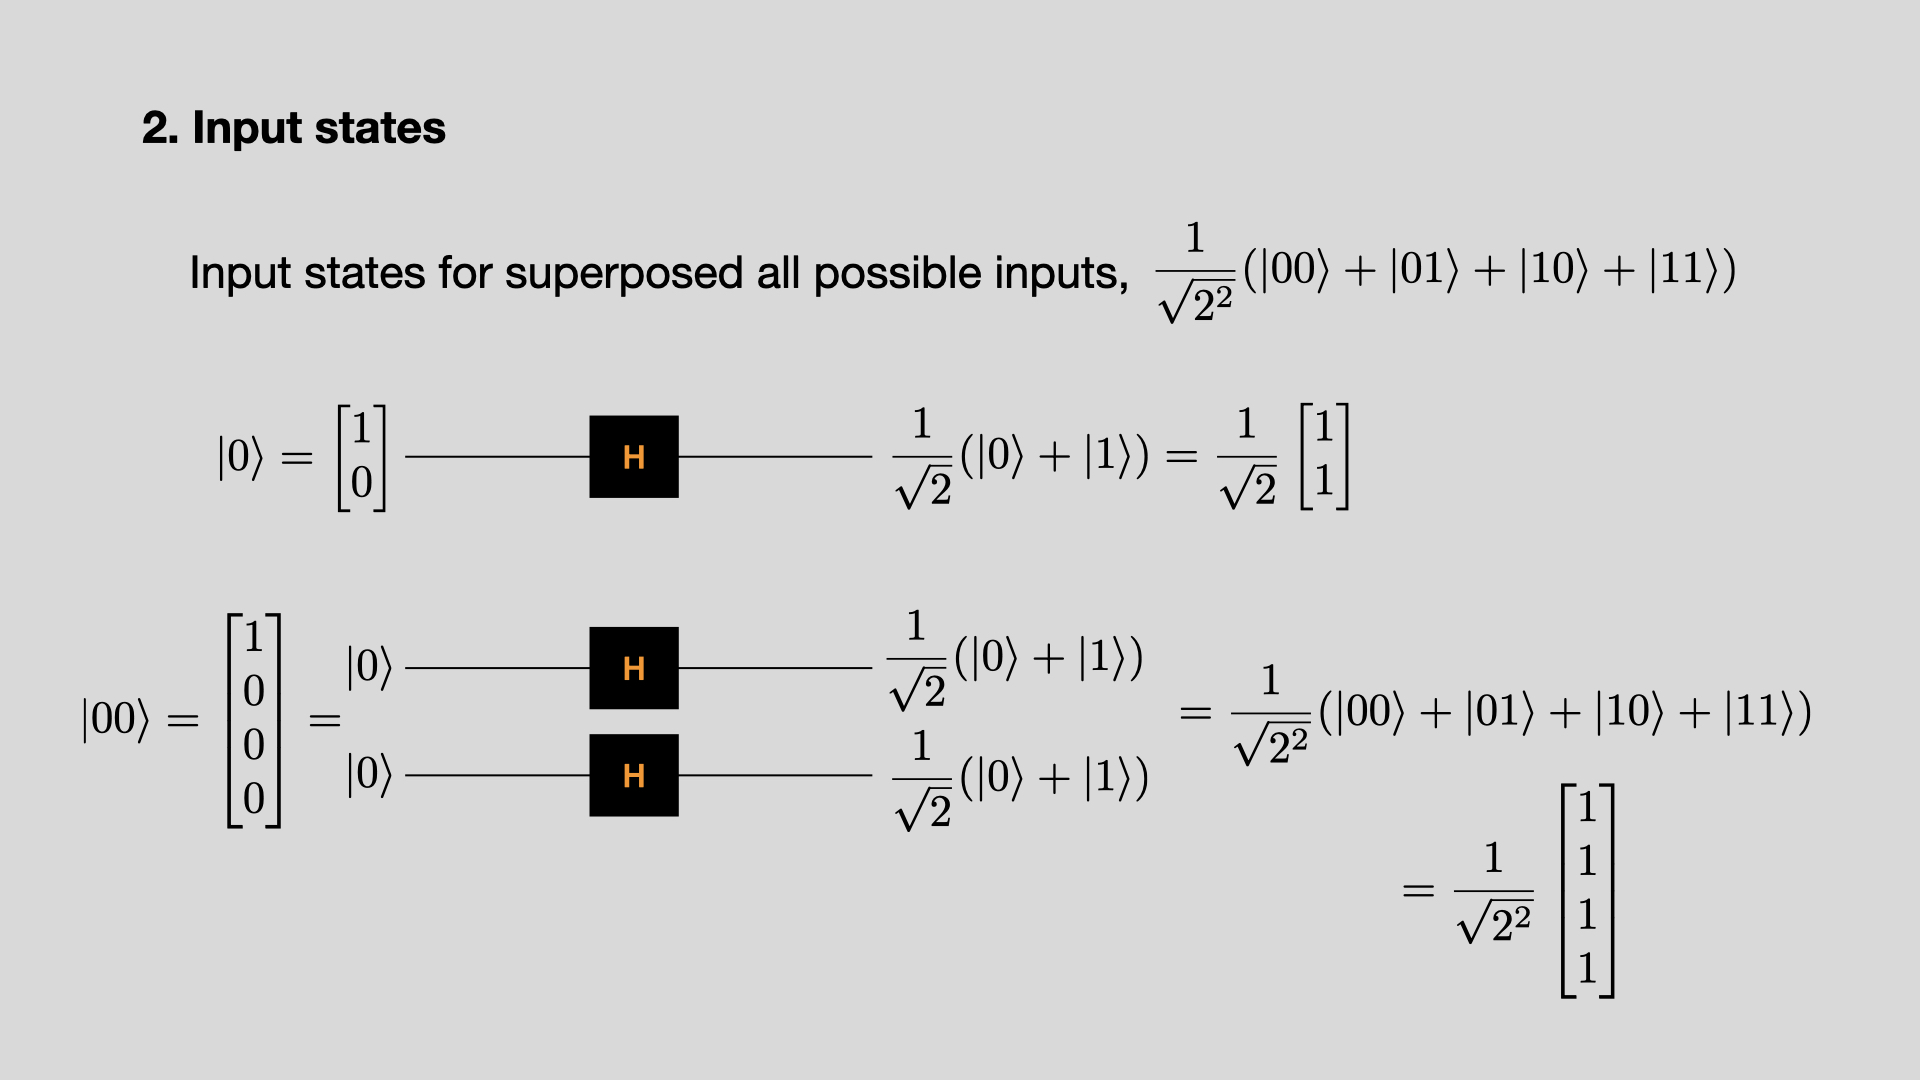 2. Input states
Input states for superposed all possible inputs, $\frac{1}{\sqrt{2^2}}(|00\rangle + |01\rangle + |10\rangle + |11\rangle)$
$|0\rangle = \begin{bmatrix} 1 \\ 0 \end{bmatrix}$ H $\frac{1}{\sqrt{2}}(|0\rangle + |1\rangle) = \frac{1}{\sqrt{2}} \begin{bmatrix} 1 \\ 1 \end{bmatrix}$
$|00\rangle = \begin{bmatrix} 1 \\ 0 \\ 0 \\ 0 \end{bmatrix} =$
$|0\rangle$ H $\frac{1}{\sqrt{2}}(|0\rangle + |1\rangle)$
$|0\rangle$ H $\frac{1}{\sqrt{2}}(|0\rangle + |1\rangle)$
$= \frac{1}{\sqrt{2^2}}(|00\rangle + |01\rangle + |10\rangle + |11\rangle)$
$= \frac{1}{\sqrt{2^2}} \begin{bmatrix} 1 \\ 1 \\ 1 \\ 1 \end{bmatrix}$